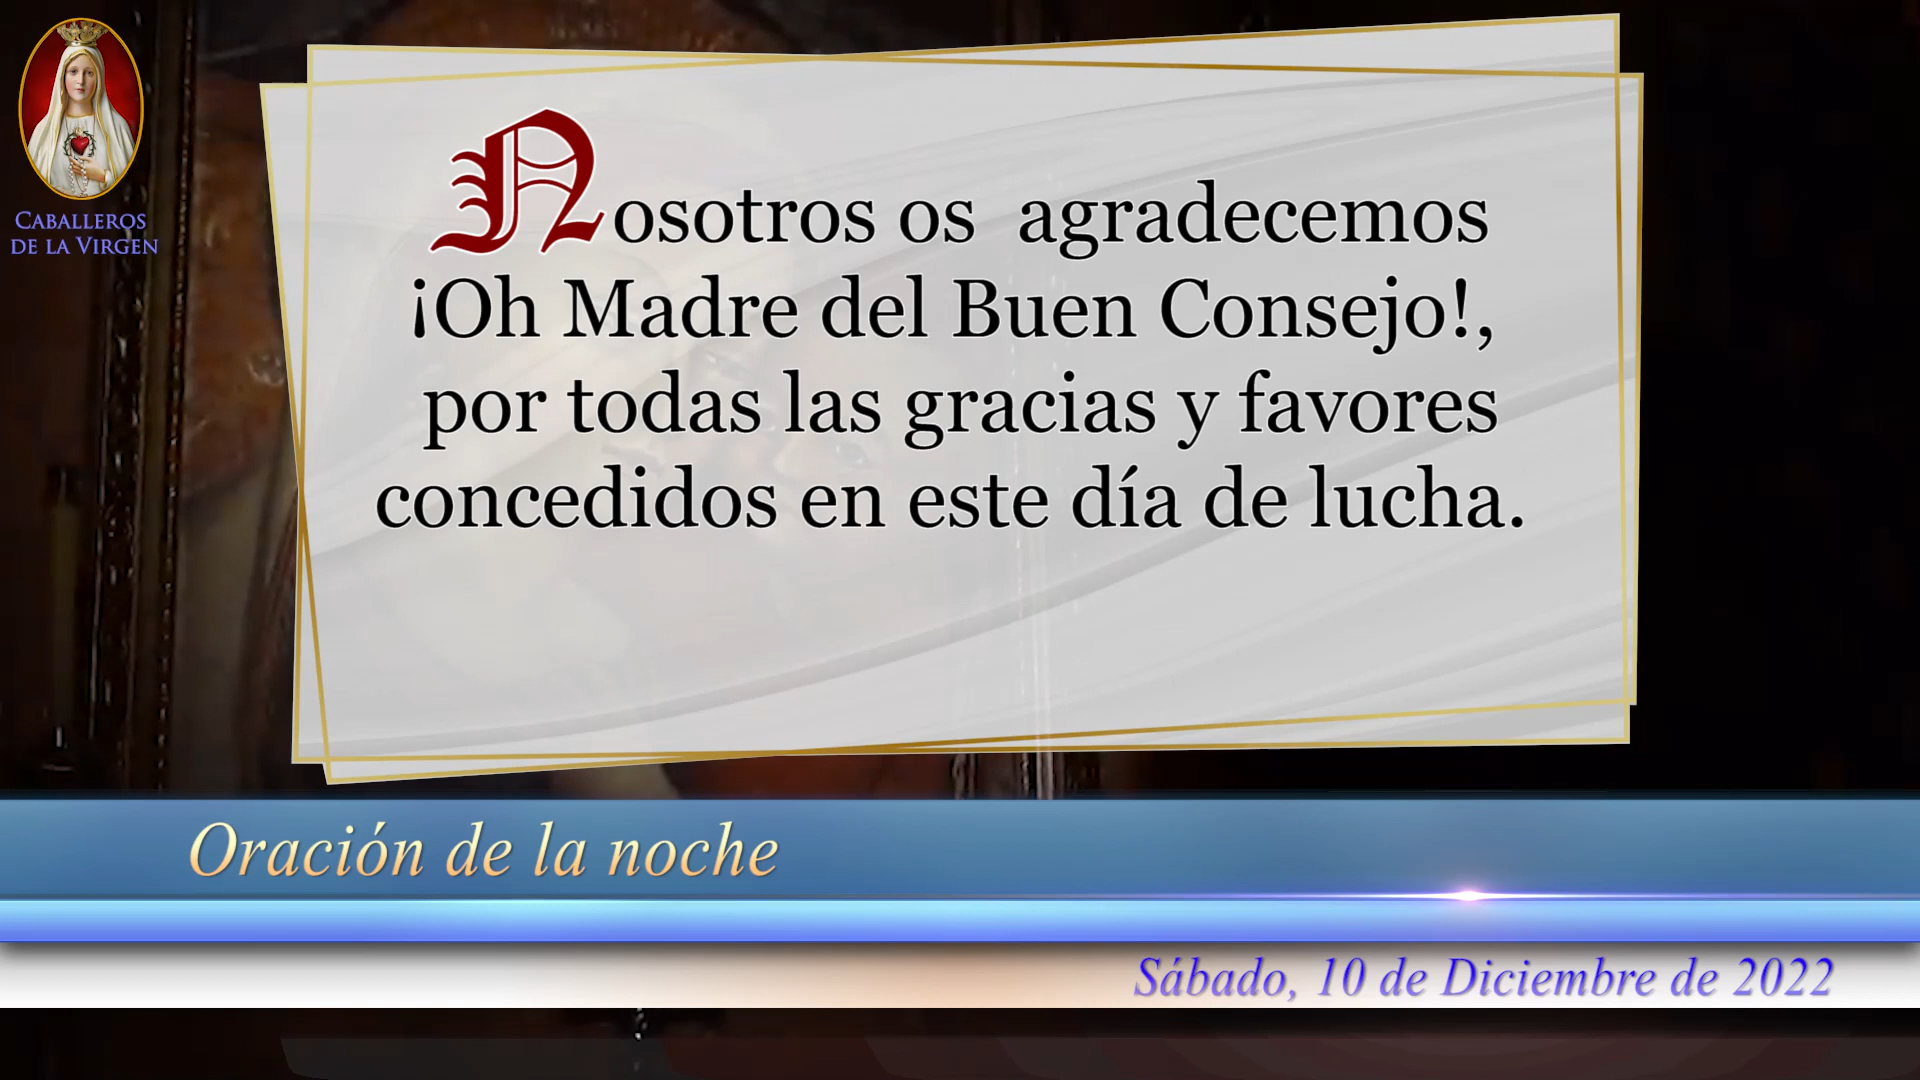 CABALLEROS
DE LA VIRGEN
Nosotros os agradecemos
¡Oh Madre del Buen Consejo!,
por todas las gracias y favores
concedidos en este día de lucha.
Oración de la noche
Sábado, 10 de Diciembre de 2022